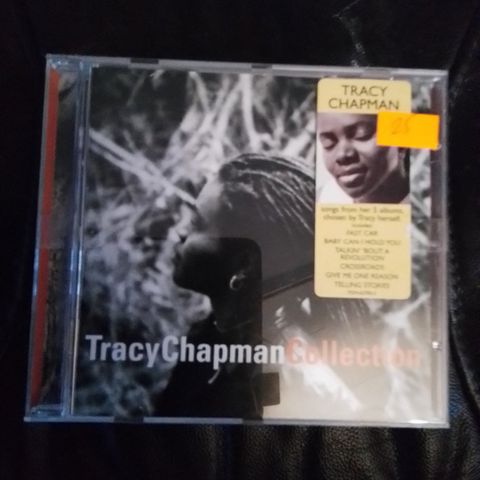 TRACY
CHAPMAN
25
songs from her 5 albums,
chosen by Tracy herself.
includes:
FAST CAR
BABY CAN I HOLD YOU
TALKIN' 'BOUT A
REVOLUTION
CROSSROADS
GIVE ME ONE REASON
TELLING STORIES
TracyChapmanCollection